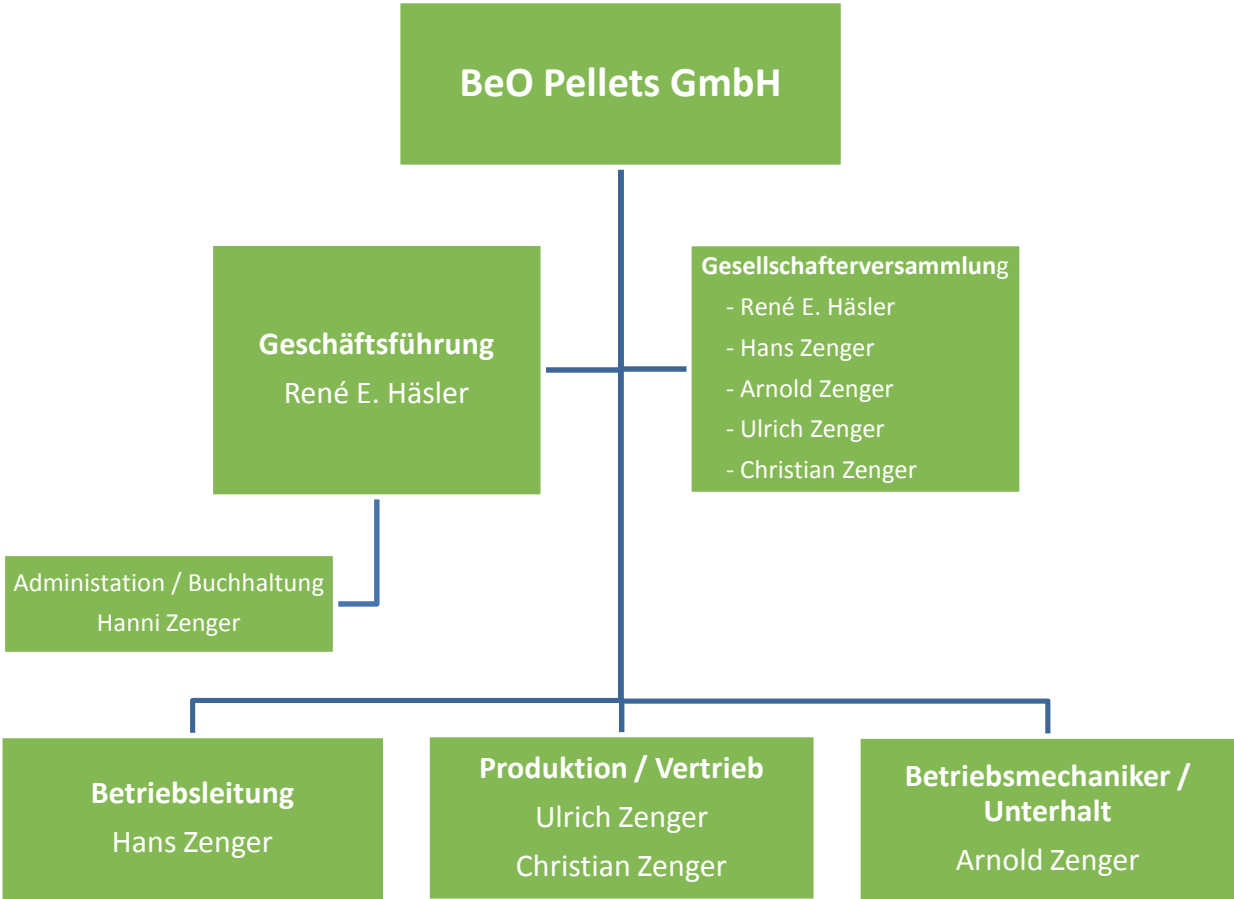 BeO Pellets GmbH
Geschäftsführung
René E. Häsler
Gesellschafterversammlung
- René E. Häsler
- Hans Zenger
- Arnold Zenger
- Ulrich Zenger
- Christian Zenger
Administation / Buchhaltung
Hanni Zenger
Betriebsleitung
Hans Zenger
Produktion / Vertrieb
Ulrich Zenger
Christian Zenger
Betriebsmechaniker /
Unterhalt
Arnold Zenger